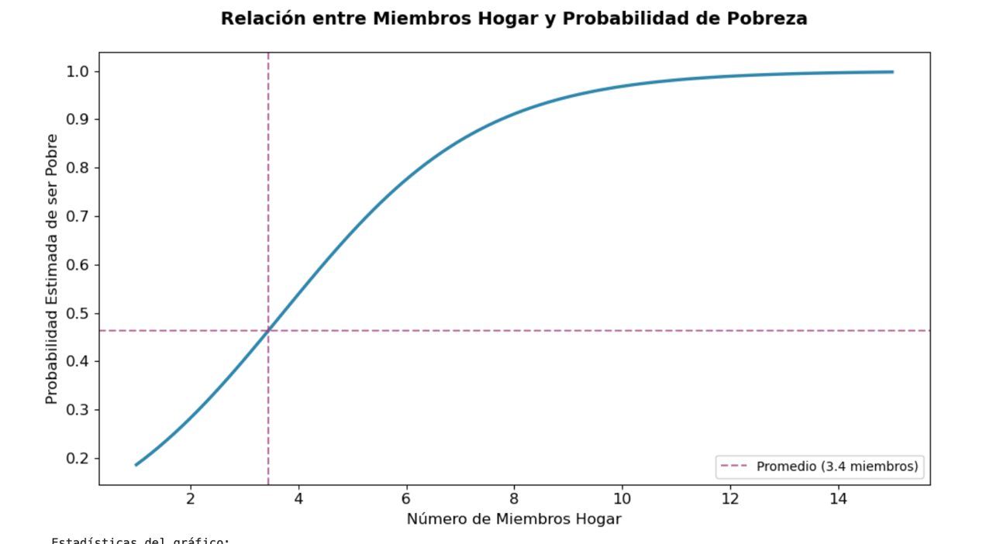 Relación entre Miembros Hogar y Probabilidad de Pobreza
Probabilidad Estimada de ser Pobre
1.0
0.9
0.8
0.7
0.6
0.5
0.4
0.3
0.2
Promedio (3.4 miembros)
2 4 6 8 10 12 14
Número de Miembros Hogar
Estadísticas del gráfico: